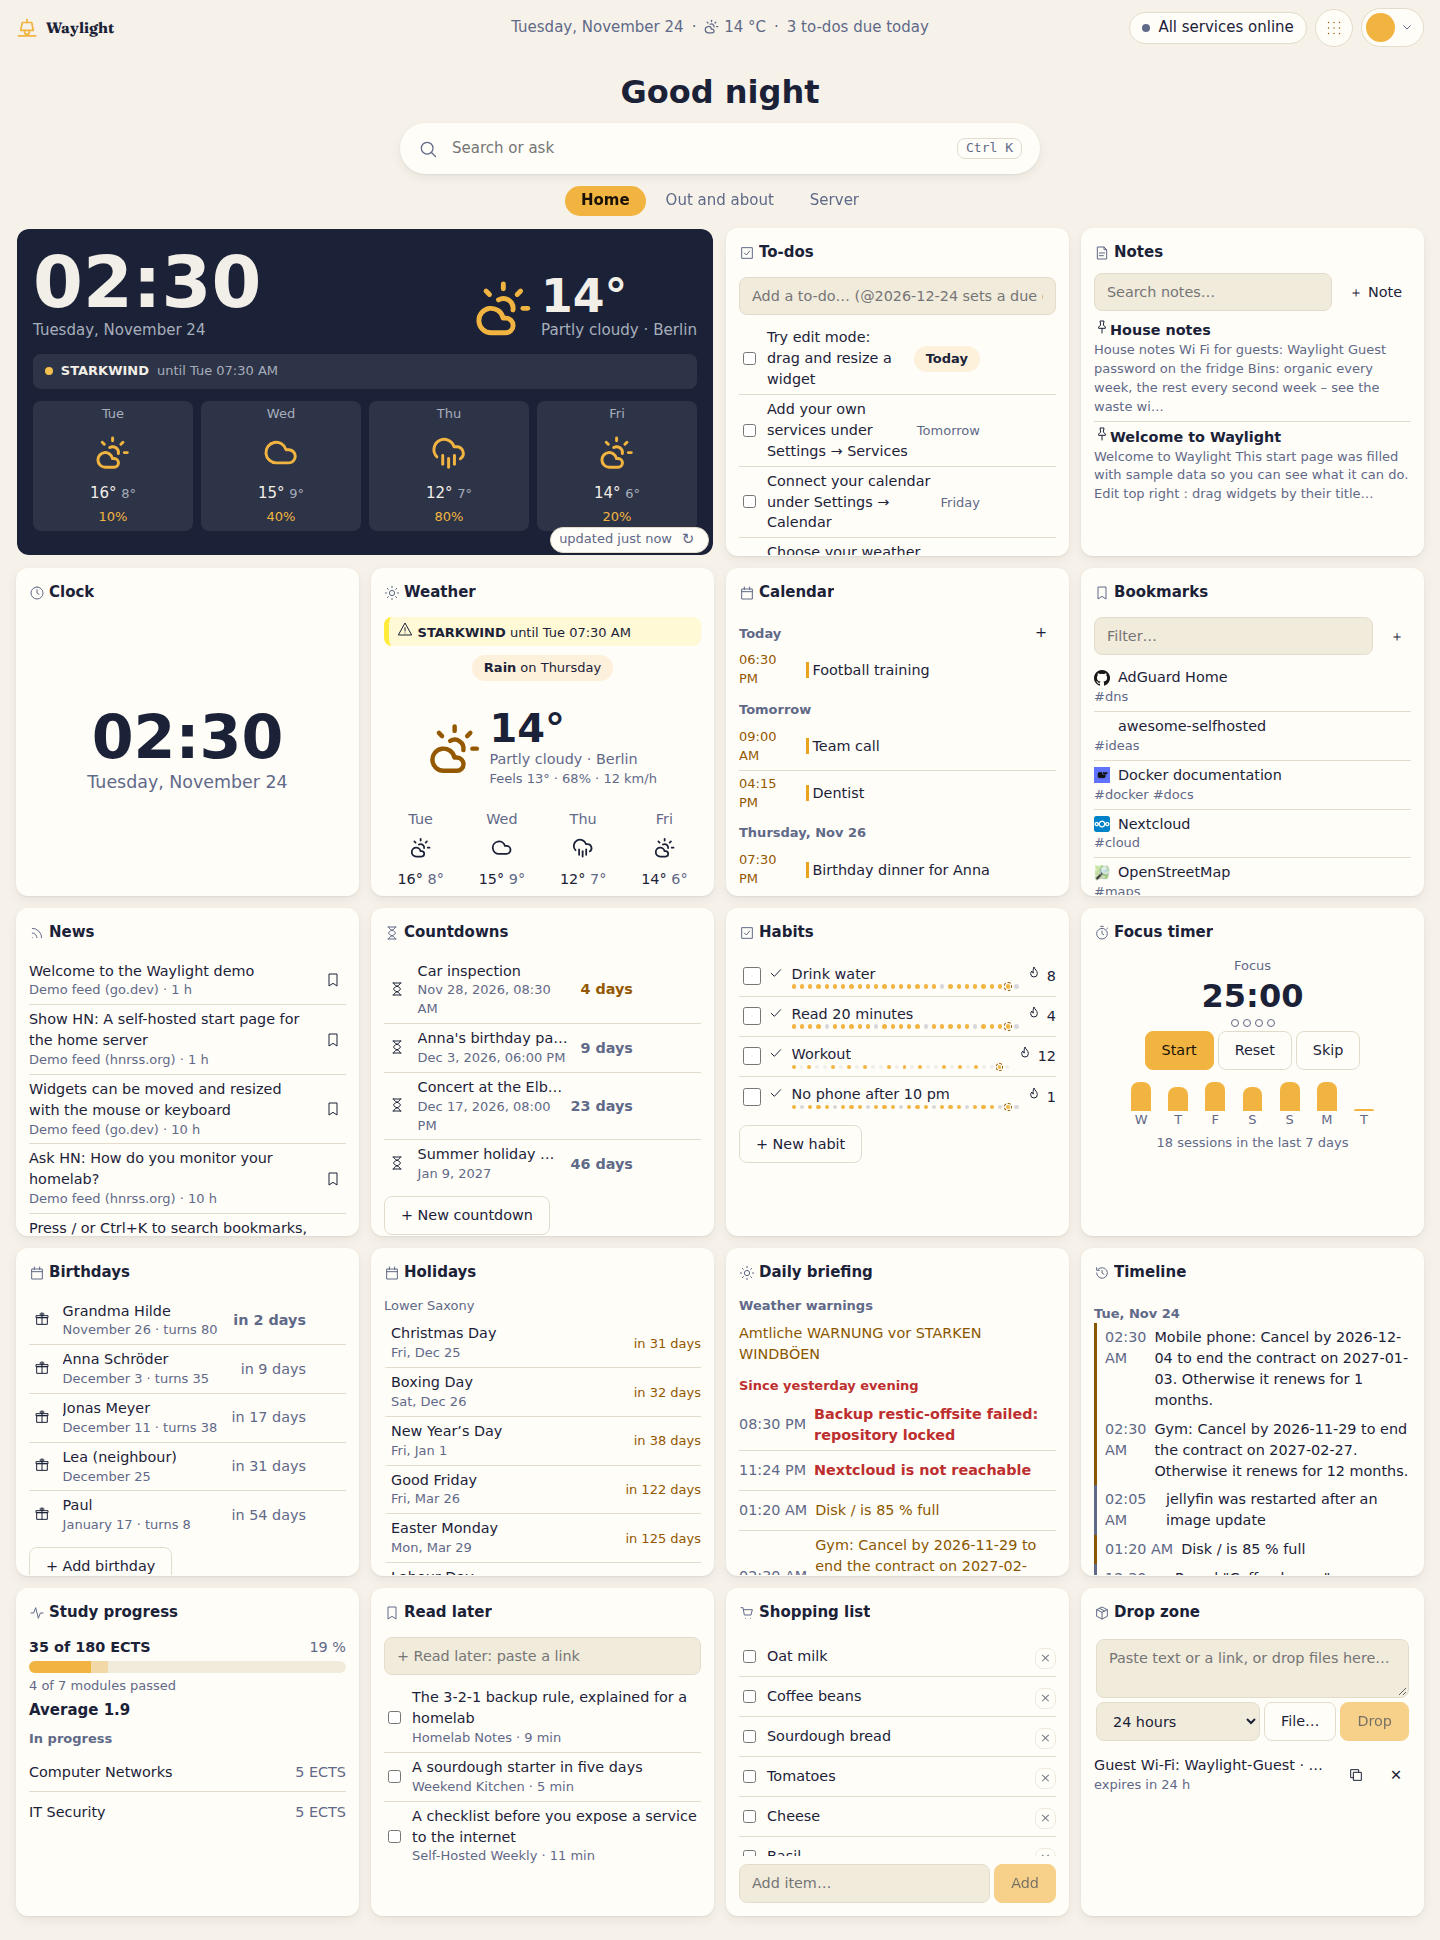 Waylight
Tuesday, November 24 · 14 °C · 3 to-dos due today
All services online
Good night
Search or ask
Ctrl K
Home
Out and about
Server
02:30
Tuesday, November 24
14°
Partly cloudy · Berlin
STARKWIND until Tue 07:30 AM
Tue
16° 8°
10%
Wed
15° 9°
40%
Thu
12° 7°
80%
Fri
14° 6°
20%
updated just now ↻
To-dos
Add a to-do… (@2026-12-24 sets a due
Try edit mode:
drag and resize a
widget
Today
Add your own
services under
Settings → Services
Tomorrow
Connect your calendar
under Settings →
Calendar
Friday
Choose your weather
Notes
Search notes…
+ Note
House notes
House notes Wi Fi for guests: Waylight Guest
password on the fridge Bins: organic every
week, the rest every second week – see the
waste wi…
Welcome to Waylight
Welcome to Waylight This start page was filled
with sample data so you can see what it can do.
Edit top right : drag widgets by their title…
Clock
02:30
Tuesday, November 24
Weather
STARKWIND until Tue 07:30 AM
Rain on Thursday
14°
Partly cloudy · Berlin
Feels 13° · 68% · 12 km/h
Tue
Wed
Thu
Fri
16° 8°
15° 9°
12° 7°
14° 6°
Calendar
Today
+
06:30
PM
Football training
Tomorrow
09:00
AM
Team call
04:15
PM
Dentist
Thursday, Nov 26
07:30
PM
Birthday dinner for Anna
Bookmarks
Filter…
+
AdGuard Home
#dns
awesome-selfhosted
#ideas
Docker documentation
#docker #docs
Nextcloud
#cloud
OpenStreetMap
#maps
News
Welcome to the Waylight demo
Demo feed (go.dev) · 1 h
Show HN: A self-hosted start page for
the home server
Demo feed (hnrss.org) · 1 h
Widgets can be moved and resized
with the mouse or keyboard
Demo feed (go.dev) · 10 h
Ask HN: How do you monitor your
homelab?
Demo feed (hnrss.org) · 10 h
Press / or Ctrl+K to search bookmarks,
Countdowns
Car inspection
Nov 28, 2026, 08:30
AM
4 days
Anna's birthday pa…
Dec 3, 2026, 06:00 PM
9 days
Concert at the Elb…
Dec 17, 2026, 08:00
PM
23 days
Summer holiday …
Jan 9, 2027
46 days
+ New countdown
Habits
Drink water
8
Read 20 minutes
4
Workout
12
No phone after 10 pm
1
+ New habit
Focus timer
Focus
25:00
Start
Reset
Skip
W T F S S M T
18 sessions in the last 7 days
Birthdays
Grandma Hilde
November 26 · turns 80
in 2 days
Anna Schröder
December 3 · turns 35
in 9 days
Jonas Meyer
December 11 · turns 38
in 17 days
Lea (neighbour)
December 25
in 31 days
Paul
January 17 · turns 8
in 54 days
+ Add birthday
Holidays
Lower Saxony
Christmas Day
Fri, Dec 25
in 31 days
Boxing Day
Sat, Dec 26
in 32 days
New Year’s Day
Fri, Jan 1
in 38 days
Good Friday
Fri, Mar 26
in 122 days
Easter Monday
Mon, Mar 29
in 125 days
Labour Day
Daily briefing
Weather warnings
Amtliche WARNUNG vor STARKEN
WINDBÖEN
Since yesterday evening
08:30 PM
Backup restic-offsite failed:
repository locked
11:24 PM
Nextcloud is not reachable
01:20 AM
Disk / is 85 % full
Gym: Cancel by 2026-11-29 to
end the contract on 2027-02-
02:30 AM
Timeline
Tue, Nov 24
02:30
AM
Mobile phone: Cancel by 2026-12-
04 to end the contract on 2027-01-
03. Otherwise it renews for 1
months.
02:30
AM
Gym: Cancel by 2026-11-29 to end
the contract on 2027-02-27.
Otherwise it renews for 12 months.
02:05
AM
jellyfin was restarted after an
image update
01:20 AM
Disk / is 85 % full
Study progress
35 of 180 ECTS
19 %
4 of 7 modules passed
Average 1.9
In progress
Computer Networks
5 ECTS
IT Security
5 ECTS
Read later
+ Read later: paste a link
The 3-2-1 backup rule, explained for a
homelab
Homelab Notes · 9 min
A sourdough starter in five days
Weekend Kitchen · 5 min
A checklist before you expose a service
to the internet
Self-Hosted Weekly · 11 min
Shopping list
Oat milk
Coffee beans
Sourdough bread
Tomatoes
Cheese
Basil
Add item…
Add
Drop zone
Paste text or a link, or drop files here…
24 hours
File…
Drop
Guest Wi-Fi: Waylight-Guest · …
expires in 24 h